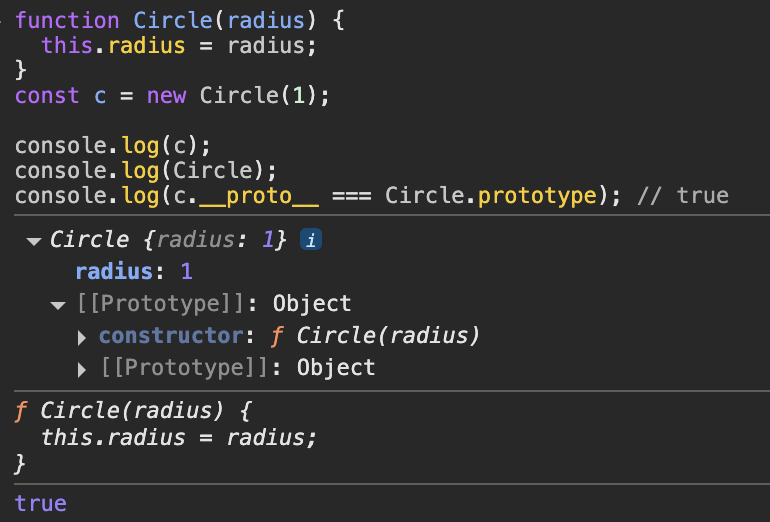 function Circle(radius) {
  this.radius = radius;
}
const c = new Circle(1);

console.log(c);
console.log(Circle);
console.log(c.__proto__ === Circle.prototype); // true
Circle {radius: 1} i
radius: 1
[[Prototype]]: Object
constructor: ƒ Circle(radius)
[[Prototype]]: Object
ƒ Circle(radius) {
  this.radius = radius;
}
true